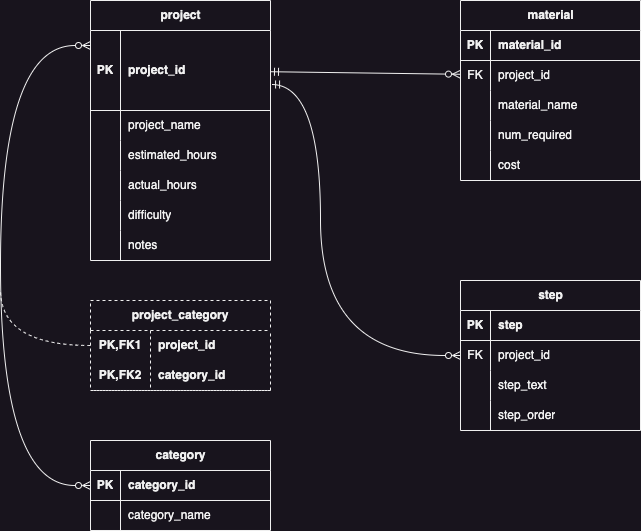 project
PK project_id
project_name
estimated_hours
actual_hours
difficulty
notes
material
PK material_id
FK project_id
material_name
num_required
cost
project_category
PK,FK1 project_id
PK,FK2 category_id
step
PK step
FK project_id
step_text
step_order
category
PK category_id
category_name